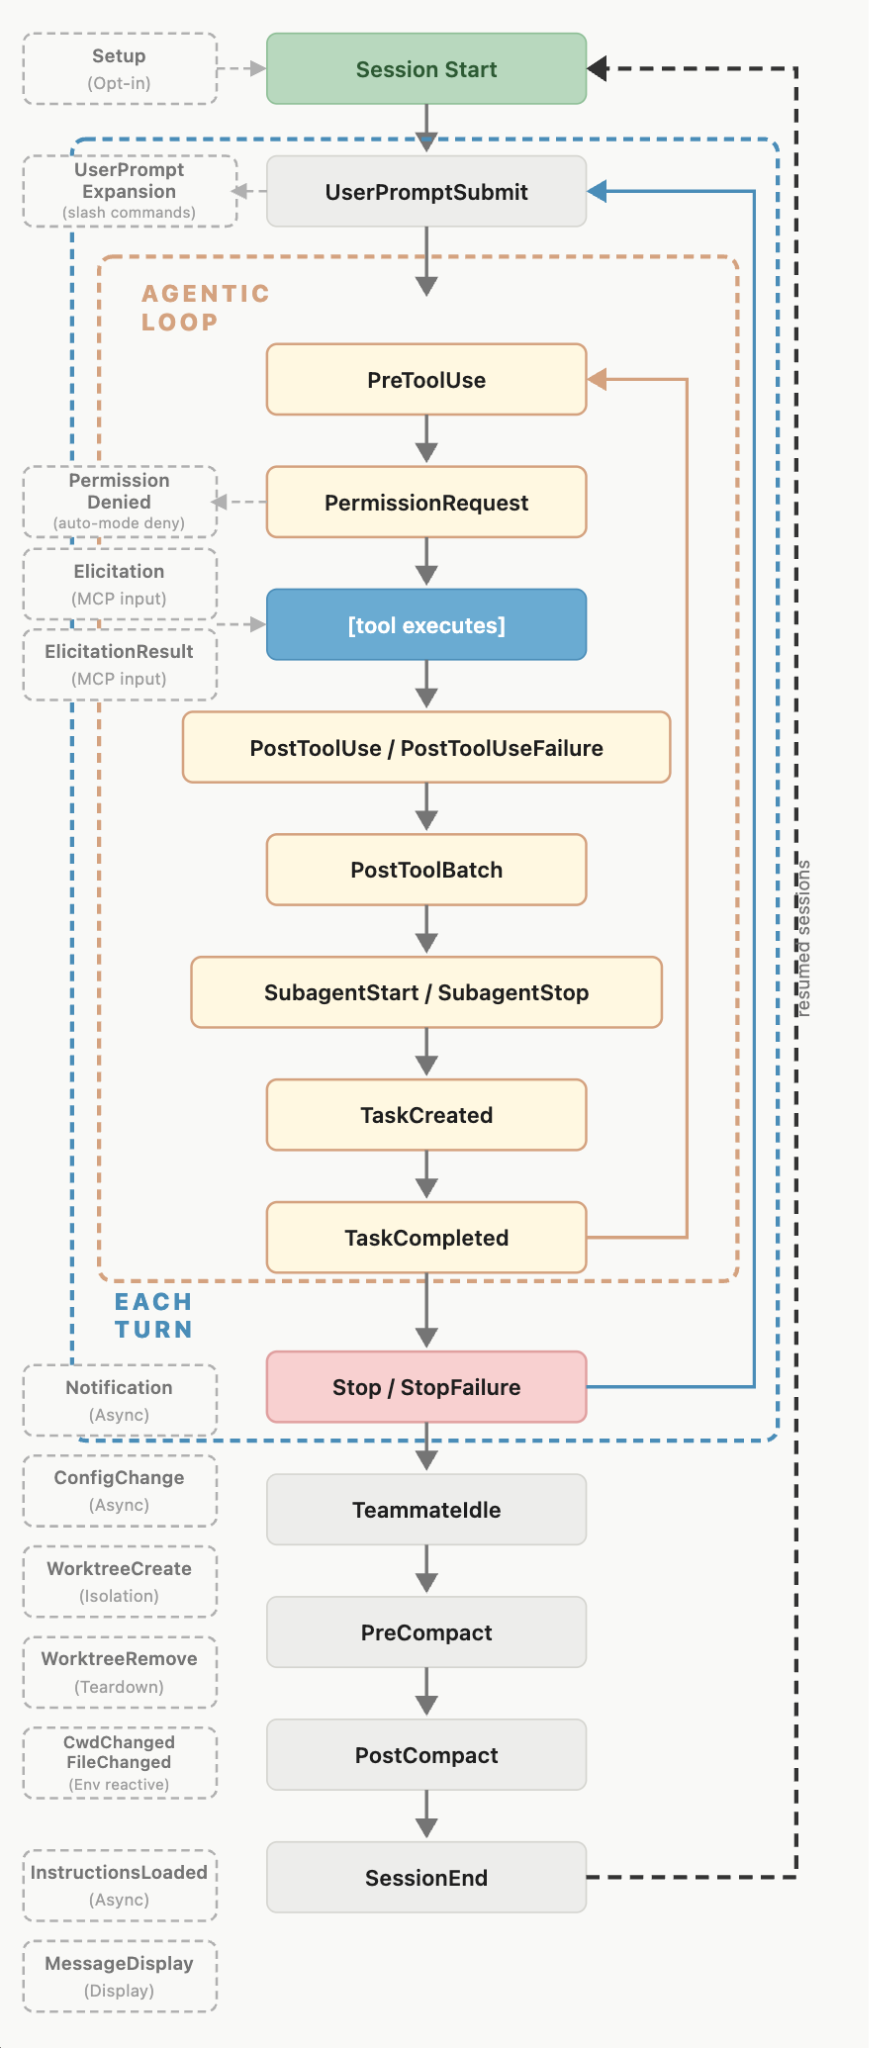 Setup
(Opt-in)
Session Start
UserPrompt
Expansion
(slash commands)
UserPromptSubmit
AGENTIC
LOOP
PreToolUse
Permission
Denied
(auto-mode deny)
PermissionRequest
Elicitation
(MCP input)
[tool executes]
ElicitationResult
(MCP input)
PostToolUse / PostToolUseFailure
PostToolBatch
resumed sessions
SubagentStart / SubagentStop
TaskCreated
TaskCompleted
EACH
TURN
Notification
(Async)
Stop / StopFailure
ConfigChange
(Async)
TeammateIdle
WorktreeCreate
(Isolation)
PreCompact
WorktreeRemove
(Teardown)
CwdChanged
FileChanged
(Env reactive)
PostCompact
InstructionsLoaded
(Async)
SessionEnd
MessageDisplay
(Display)